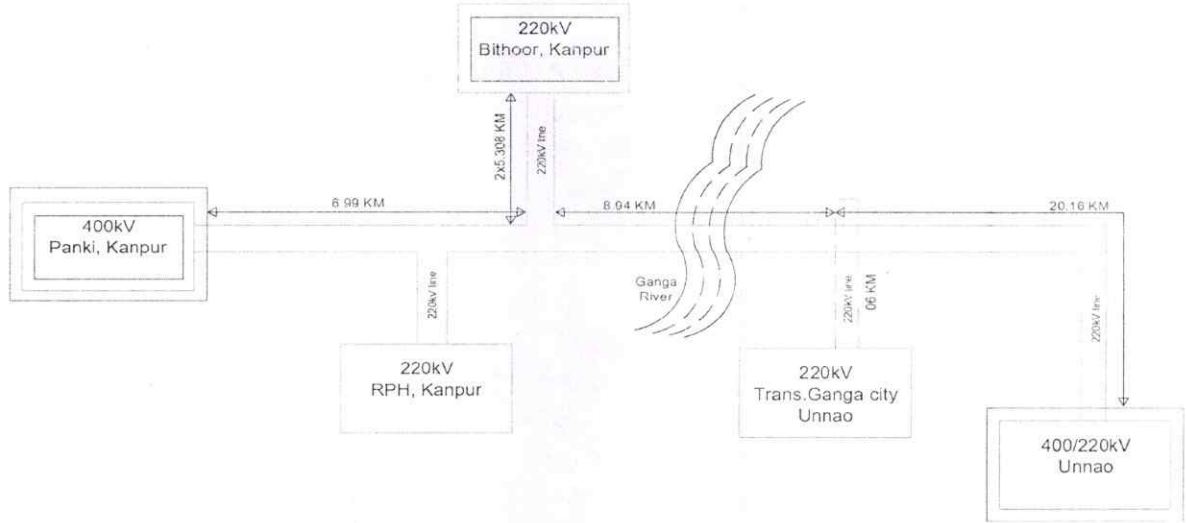 220kV
Bithoor, Kanpur
2x5.308 KM
220kV line
6.99 KM
8.94 KM
20.16 KM
400kV
Panki, Kanpur
220kV line
Ganga
River
220kV line
06 KM
220kV line
220kV
RPH, Kanpur
220kV
Trans.Ganga city
Unnao
400/220kV
Unnao